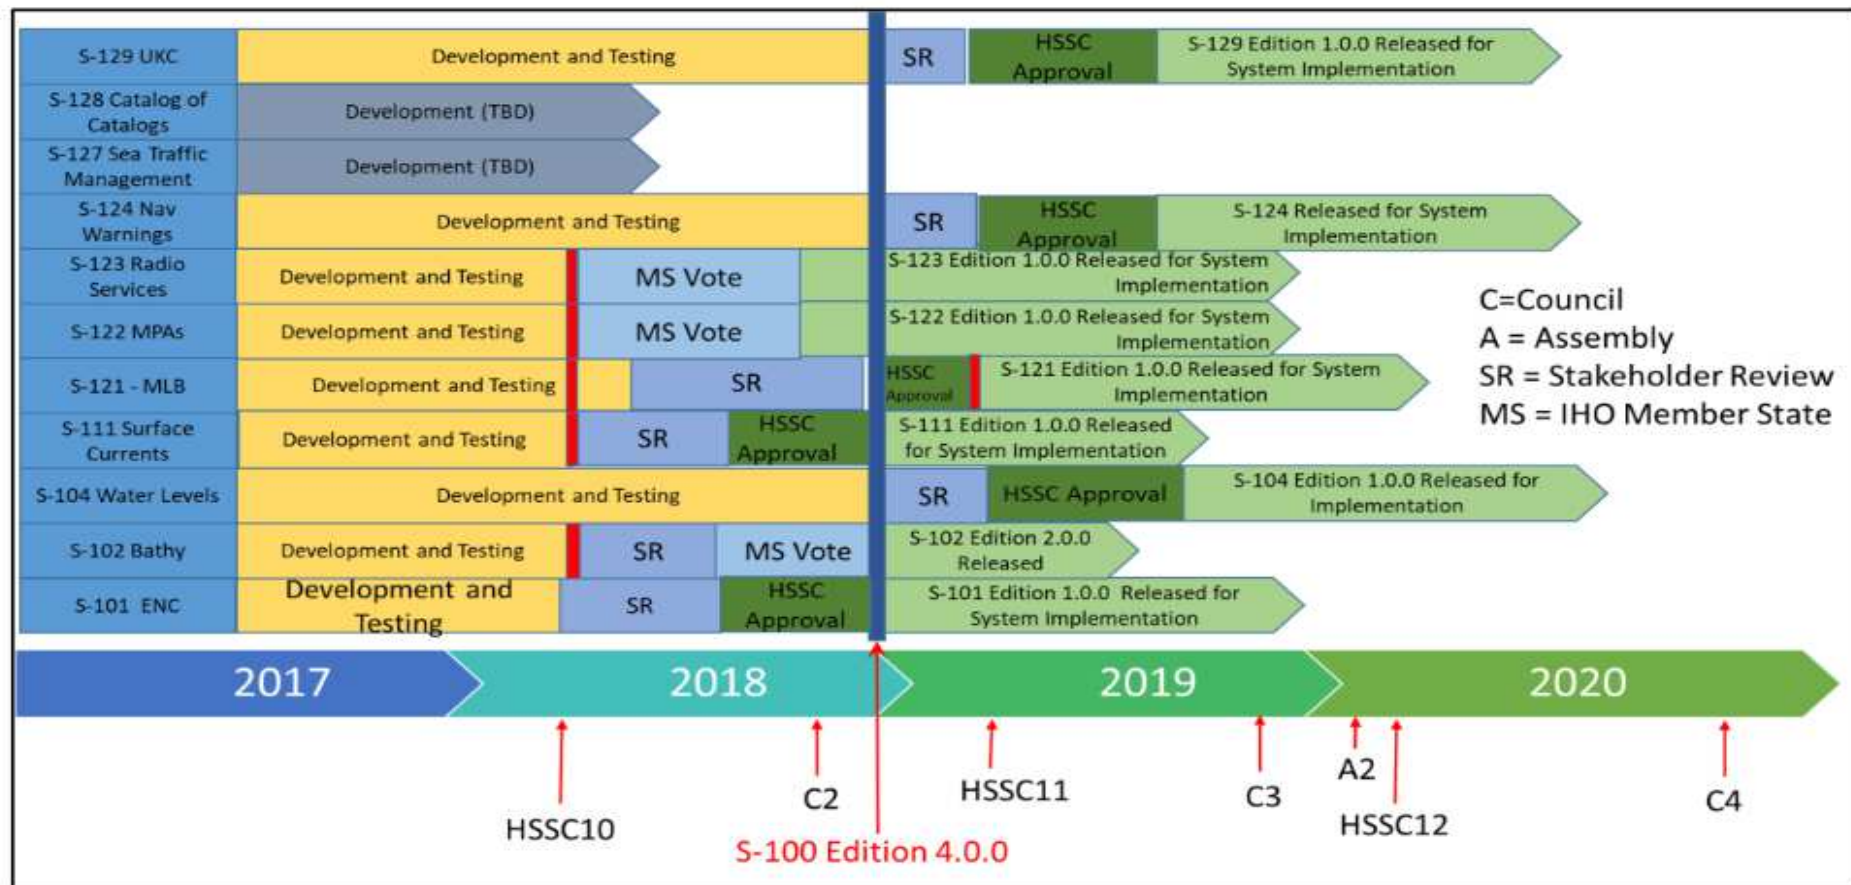 S-129 UKC
Development and Testing
SR
HSSC
Approval
S-129 Edition 1.0.0 Released for
System Implementation
S-128 Catalog of
Catalogs
Development (TBD)
S-127 Sea Traffic
Management
Development (TBD)
S-124 Nav
Warnings
Development and Testing
SR
HSSC
Approval
S-124 Released for System
Implementation
S-123 Radio
Services
Development and Testing
MS Vote
S-123 Edition 1.0.0 Released for System
Implementation
S-122 MPAs
Development and Testing
MS Vote
S-122 Edition 1.0.0 Released for System
Implementation
S-121 - MLB
Development and Testing
SR
HSSC
Approval
S-121 Edition 1.0.0 Released for System
Implementation
S-111 Surface
Currents
Development and Testing
SR
HSSC
Approval
S-111 Edition 1.0.0 Released
for System Implementation
S-104 Water Levels
Development and Testing
SR
HSSC Approval
S-104 Edition 1.0.0 Released for
Implementation
S-102 Bathy
Development and Testing
SR
MS Vote
S-102 Edition 2.0.0
Released
S-101 ENC
Development and
Testing
SR
HSSC
Approval
S-101 Edition 1.0.0 Released for
System Implementation
C=Council
A = Assembly
SR = Stakeholder Review
MS = IHO Member State
2017
2018
2019
2020
HSSC10
C2
S-100 Edition 4.0.0
HSSC11
C3
A2
HSSC12
C4